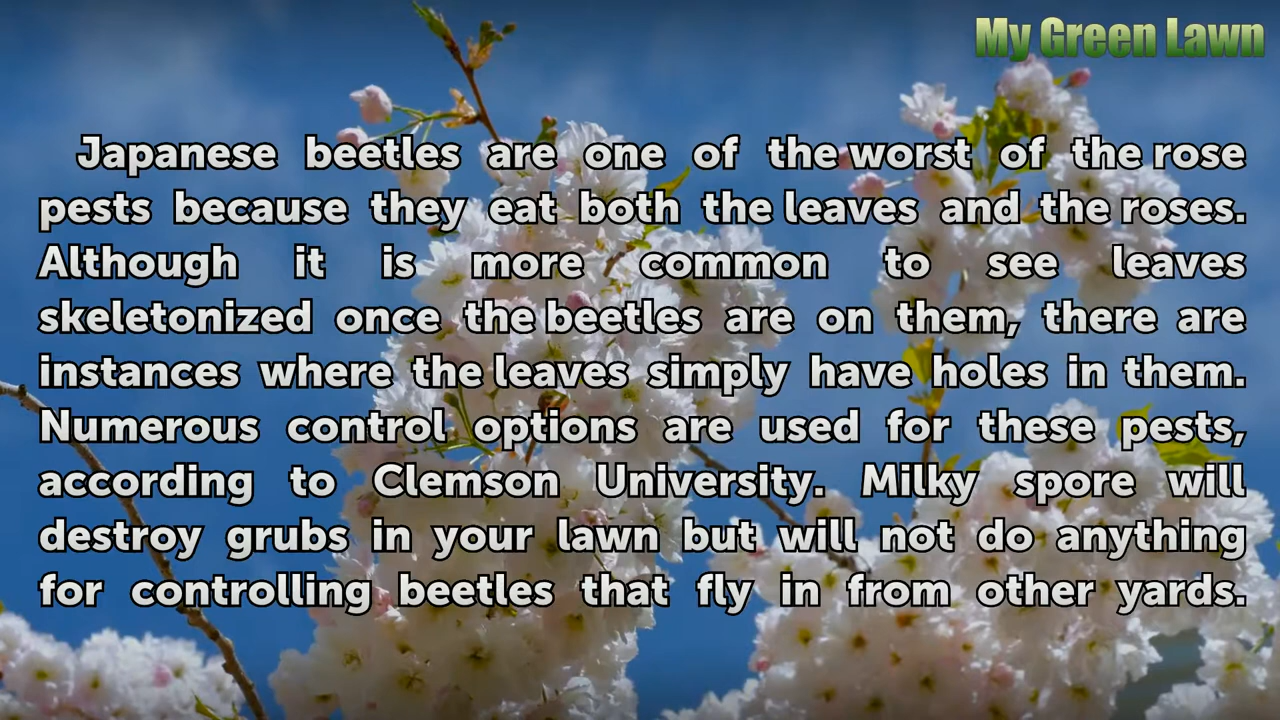 My Green Lawn
Japanese beetles are one of the worst of the rose
pests because they eat both the leaves and the roses.
Although it is more common to see leaves
skeletonized once the beetles are on them, there are
instances where the leaves simply have holes in them.
Numerous control options are used for these pests,
according to Clemson University. Milky spore will
destroy grubs in your lawn but will not do anything
for controlling beetles that fly in from other yards.